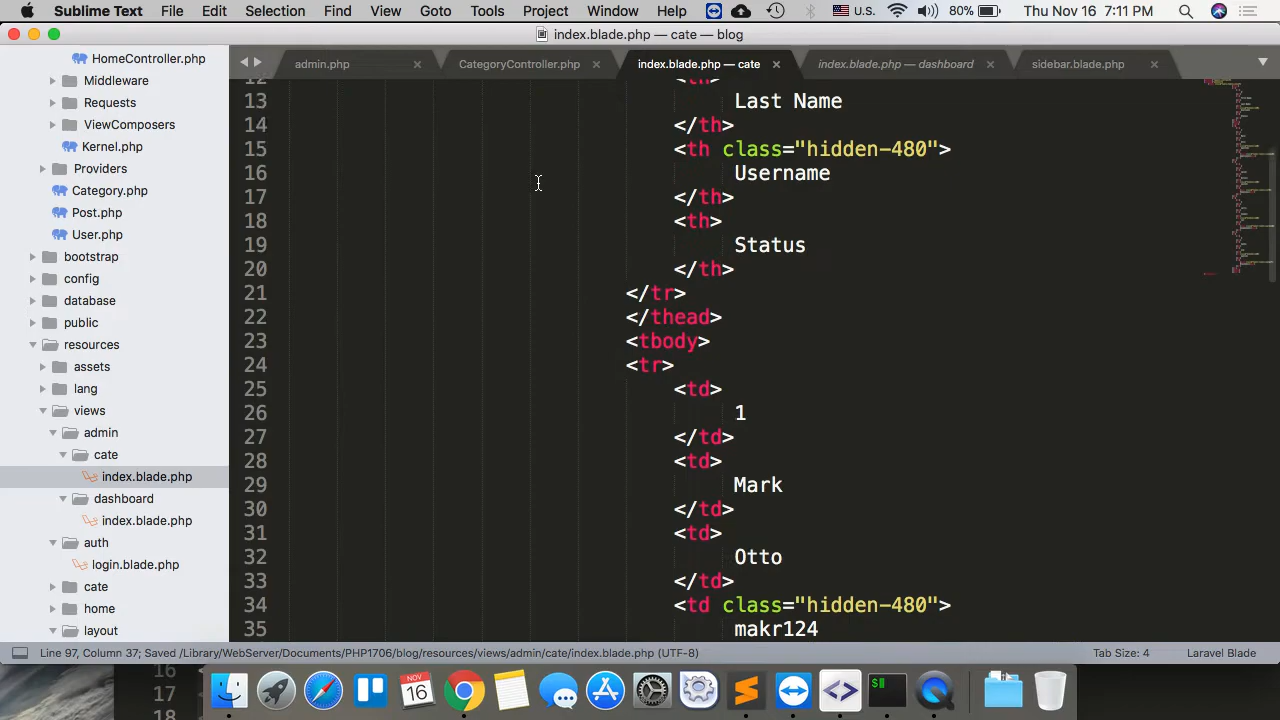 Sublime Text File Edit Selection Find View Goto Tools Project Window Help U.S. 80% Thu Nov 16 7:11 PM
index.blade.php — cate — blog
HomeController.php
Middleware
Requests
ViewComposers
Kernel.php
Providers
Category.php
Post.php
User.php
bootstrap
config
database
public
resources
assets
lang
views
admin
cate
index.blade.php
dashboard
index.blade.php
auth
login.blade.php
cate
home
layout
admin.php CategoryController.php index.blade.php — cate index.blade.php — dashboard sidebar.blade.php
12 <th>
13 Last Name
14 </th>
15 <th class="hidden-480">
16 Username
17 </th>
18 <th>
19 Status
20 </th>
21 </tr>
22 </thead>
23 <tbody>
24 <tr>
25 <td>
26 1
27 </td>
28 <td>
29 Mark
30 </td>
31 <td>
32 Otto
33 </td>
34 <td class="hidden-480">
35 makr124
Line 97, Column 37; Saved /Library/WebServer/Documents/PHP1706/blog/resources/views/admin/cate/index.blade.php (UTF-8) Tab Size: 4 Laravel Blade
16
17
18
NOV
16
$